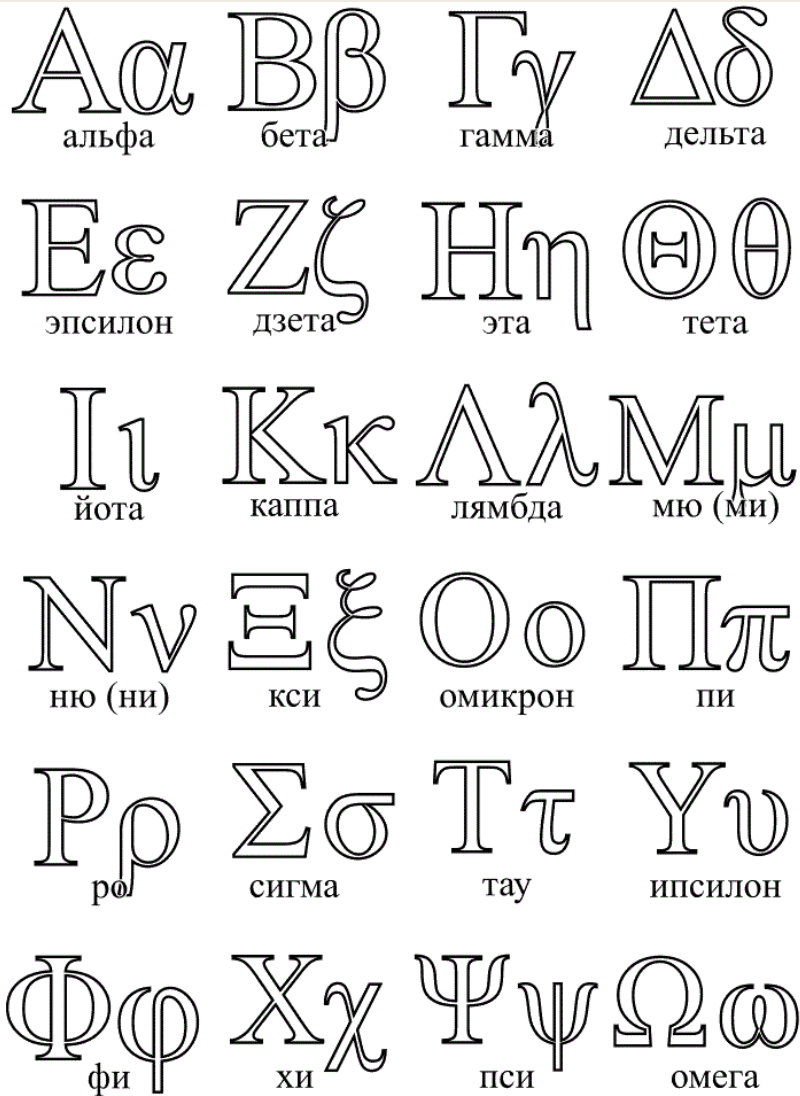 Αα Ββ Γγ Δδ
альфа бета гамма дельта
Εε Ζζ Ηη Θθ
эпсилон дзета эта тета
Ιι Κκ Λλ Μμ
йота каппа лямбда мю (ми)
Νν Ξξ Οο Ππ
ню (ни) кси омикрон пи
Ρρ Σσ Ττ Υυ
ро сигма тау ипсилон
Φφ Χχ Ψψ Ωω
фи хи пси омега